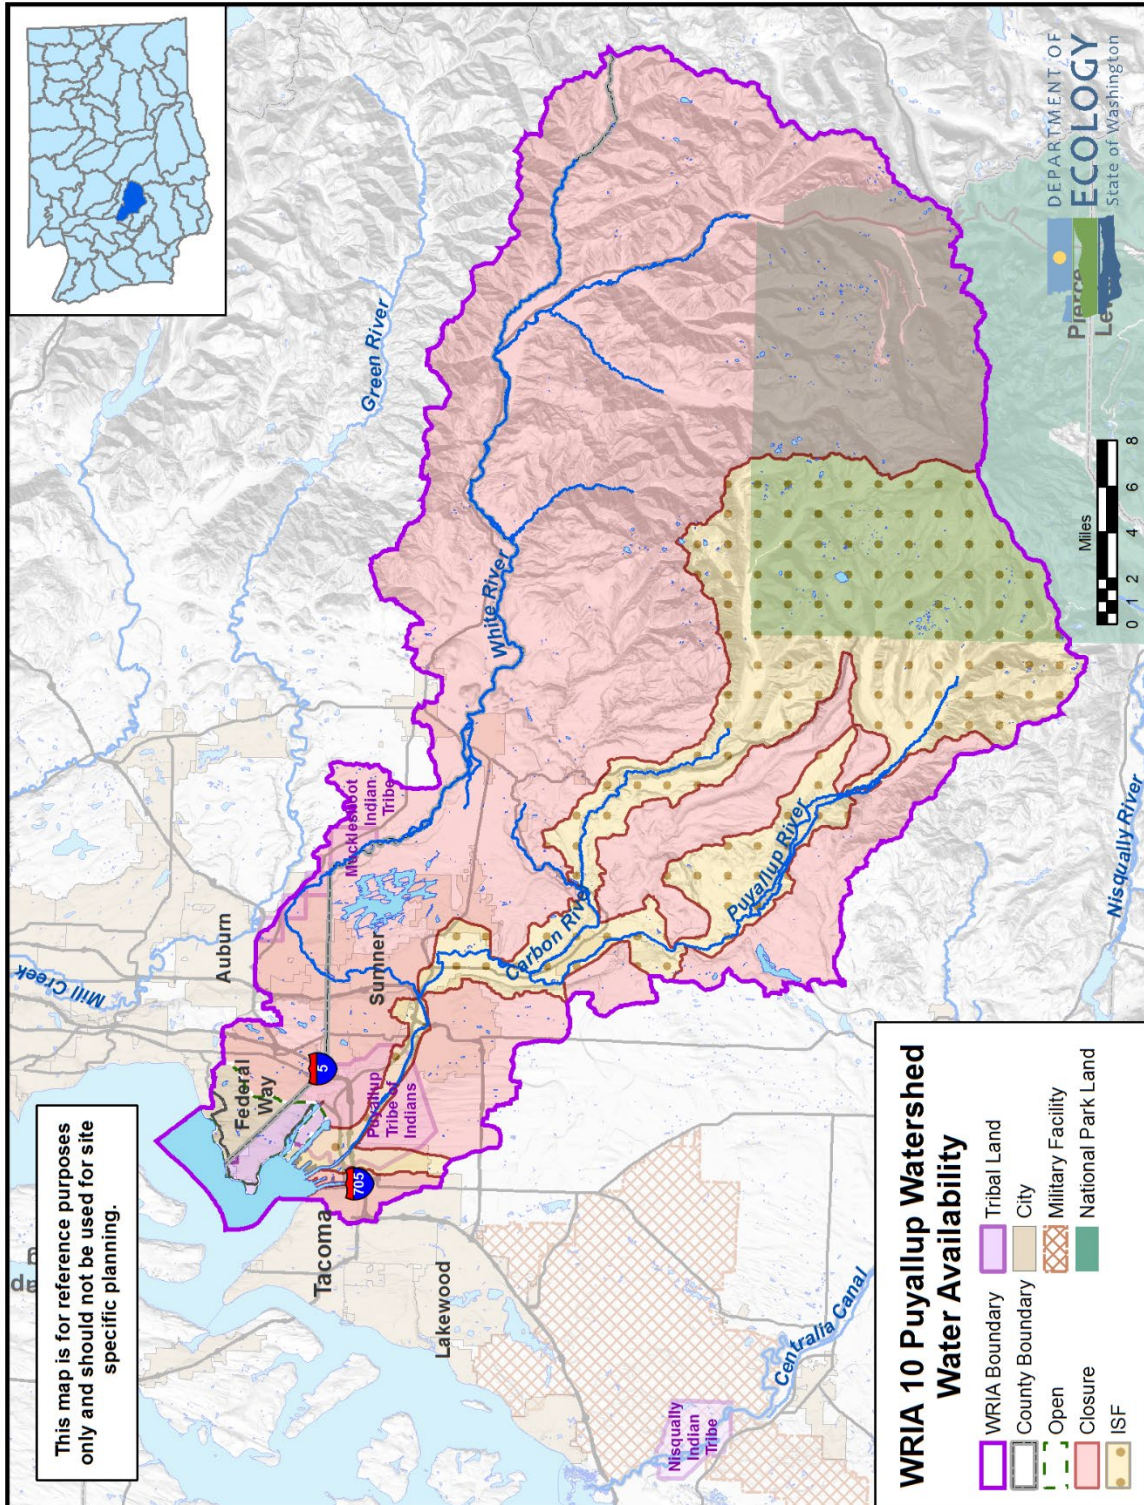 This map is for reference purposes
only and should not be used for site
specific planning.
Green River
Mill Creek
Auburn
Federal
Way
5
Muckleshoot
Indian
Tribe
Sumner
White River
Puyallup
Tribe of
Indians
705
Tacoma
Lakewood
Carbon River
Puyallup River
Nisqually
Indian
Tribe
Centralia Canal
Nisqually River
Pierce
DEPARTMENT OF
ECOLOGY
State of Washington
Miles
0 1 2 4 6 8
WRIA 10 Puyallup Watershed
Water Availability
WRIA Boundary
County Boundary
Open
Closure
ISF
Tribal Land
City
Military Facility
National Park Land